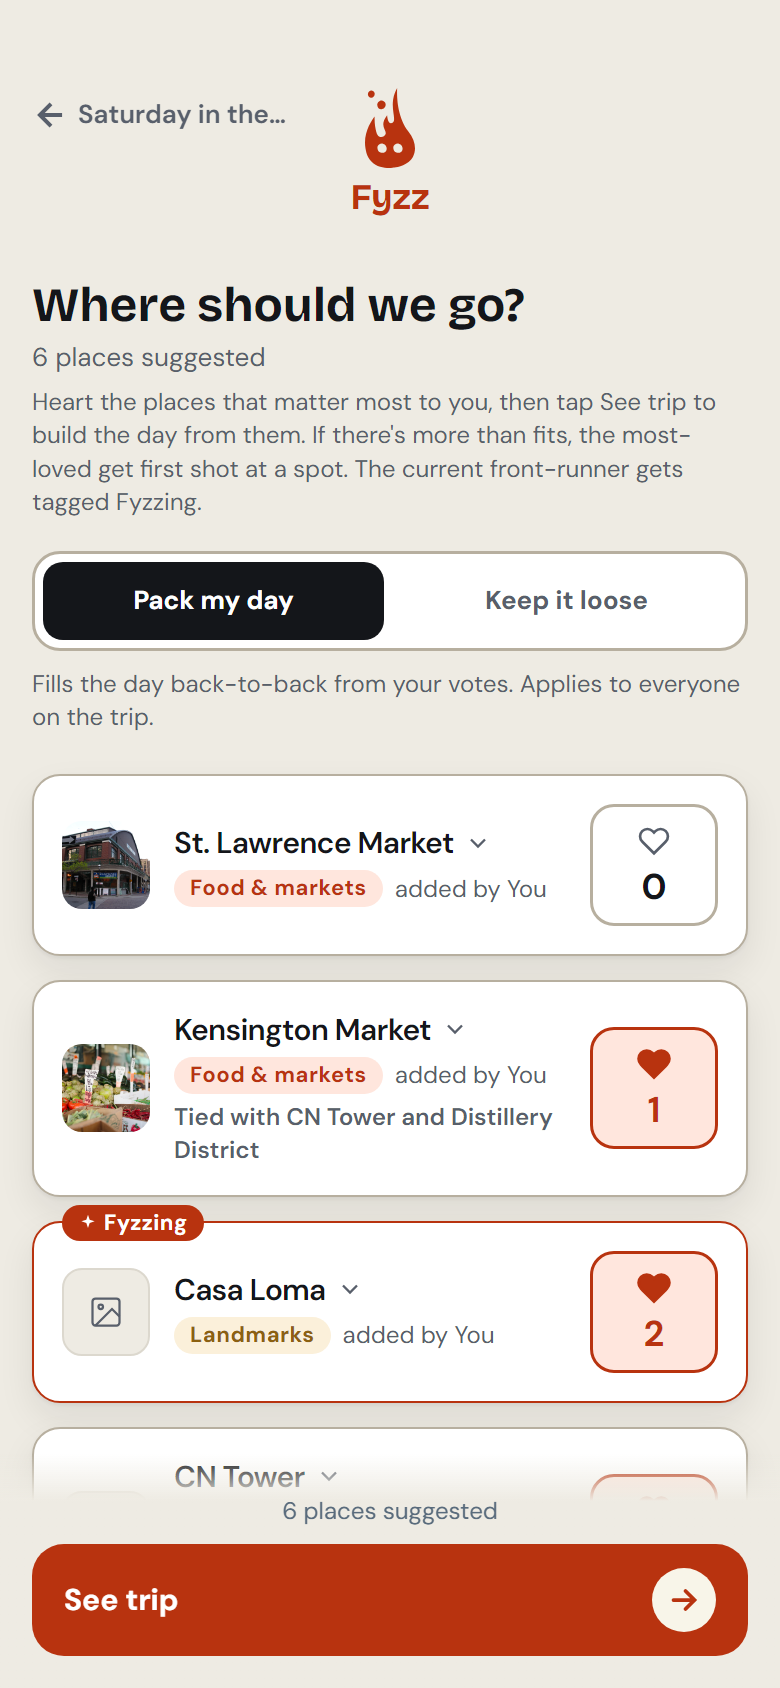 Saturday in the...
Fyzz
Where should we go?
6 places suggested
Heart the places that matter most to you, then tap See trip to
build the day from them. If there's more than fits, the most-
loved get first shot at a spot. The current front-runner gets
tagged Fyzzing.
Pack my day
Keep it loose
Fills the day back-to-back from your votes. Applies to everyone
on the trip.
St. Lawrence Market
Food & markets added by You
0
Kensington Market
Food & markets added by You
Tied with CN Tower and Distillery
District
1
Fyzzing
Casa Loma
Landmarks added by You
2
CN Tower
6 places suggested
See trip